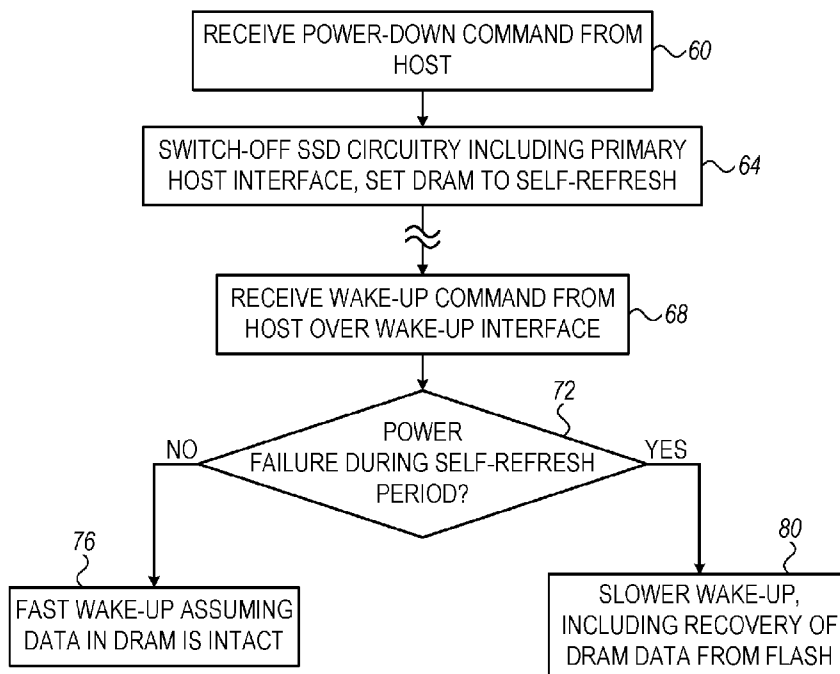 RECEIVE POWER-DOWN COMMAND FROM
HOST
60
SWITCH-OFF SSD CIRCUITRY INCLUDING PRIMARY
HOST INTERFACE, SET DRAM TO SELF-REFRESH
64
RECEIVE WAKE-UP COMMAND FROM
HOST OVER WAKE-UP INTERFACE
68
72
POWER
FAILURE DURING SELF-REFRESH
PERIOD?
NO
YES
76
FAST WAKE-UP ASSUMING
DATA IN DRAM IS INTACT
80
SLOWER WAKE-UP,
INCLUDING RECOVERY OF
DRAM DATA FROM FLASH